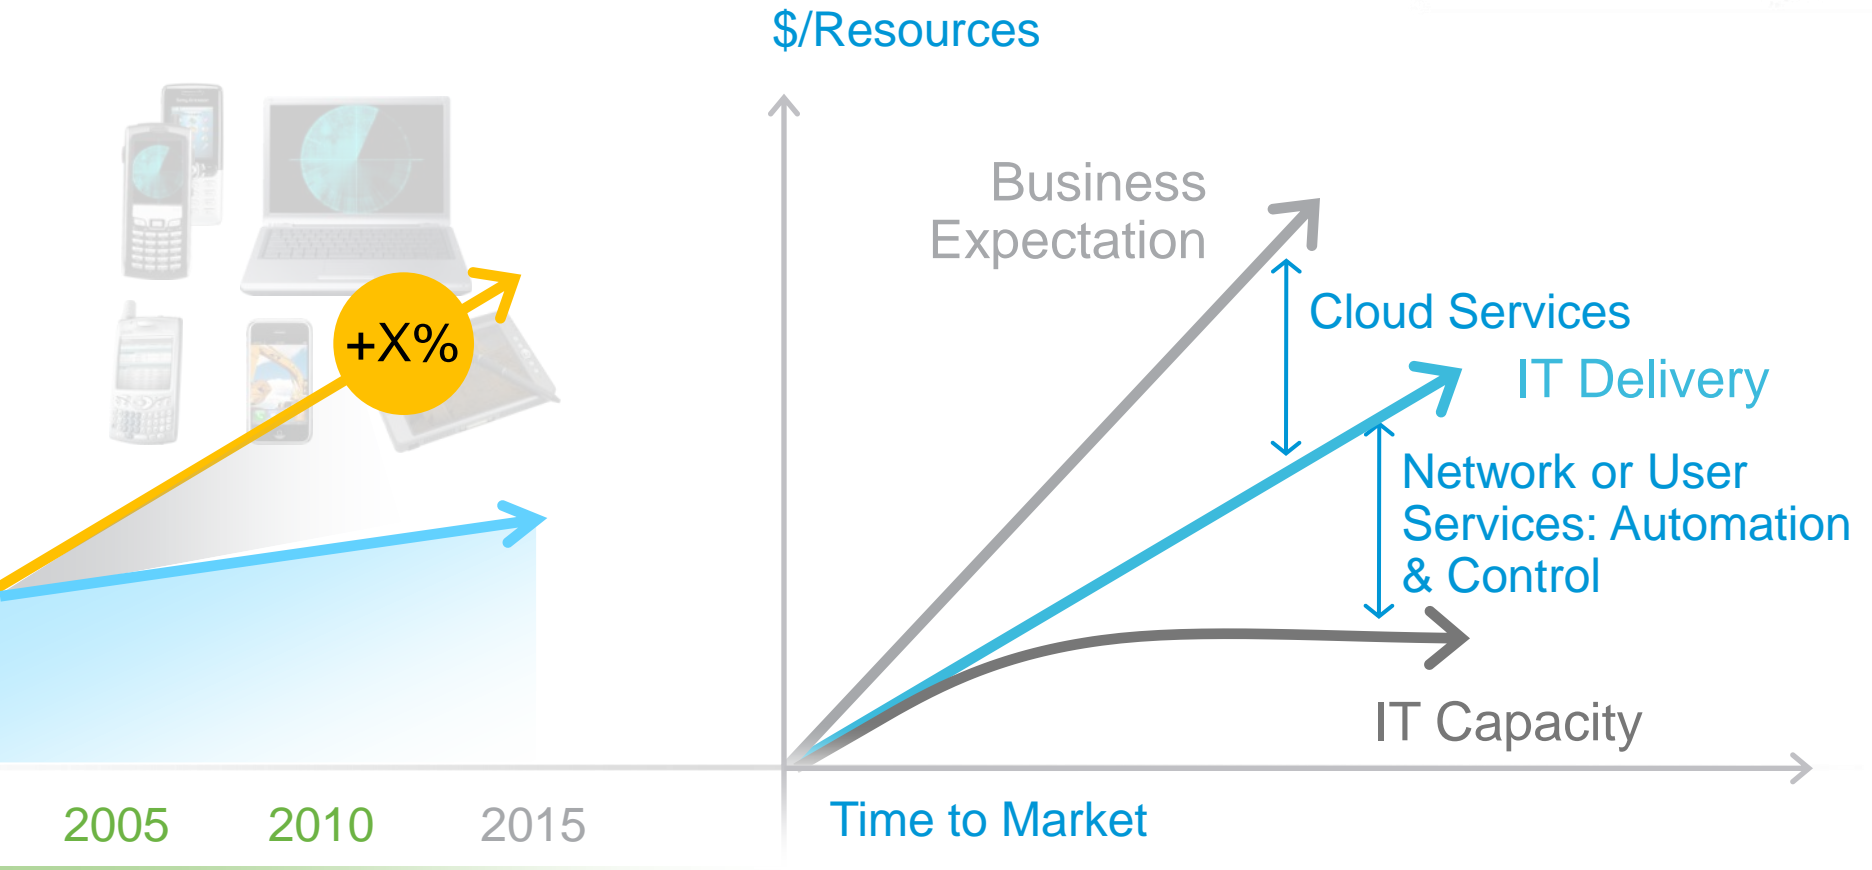 $/Resources
Business
Expectation
Cloud Services
+X%
IT Delivery
Network or User
Services: Automation
& Control
IT Capacity
2005
2010
2015
Time to Market